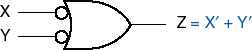 X
Y
Z = X′ + Y′